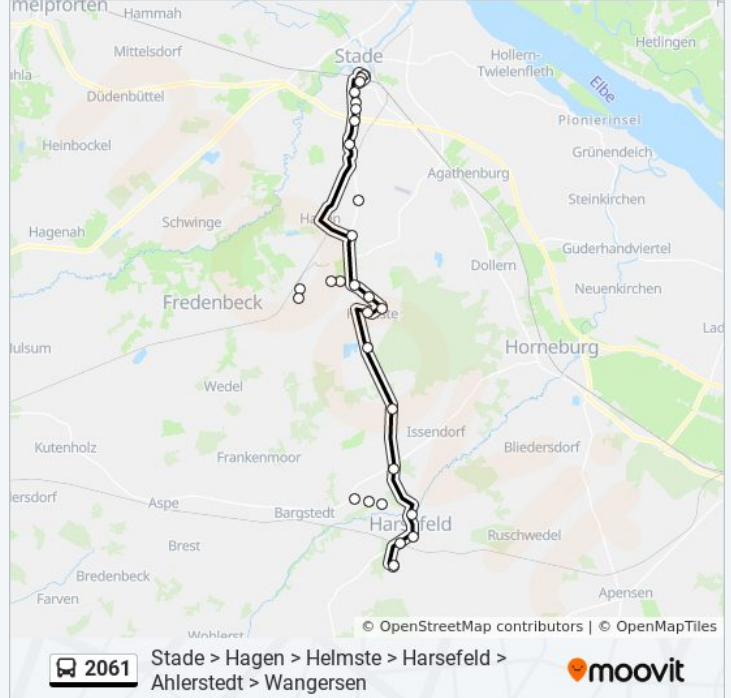 melpforten
Hammah
Stade
Hetlingen
Mittelsdorf
Hollern-
Twielenfleth
Elbe
Düdenbüttel
Pionierinsel
Heinbockel
Grünendeich
Agathenburg
Steinkirchen
Schwinge
Hagenah
Guderhandviertel
Dollern
Neuenkirchen
Fredenbeck
Horneburg
Wedel
Issendorf
Kutenholz
Bliedersdorf
Frankenmoor
Aspe
Bargstedt
Harsefeld
Ruschwedel
Brest
Bredenbeck
Apensen
Farven
Wohlerst
© OpenStreetMap contributors | © OpenMapTiles
2061
Stade > Hagen > Helmste > Harsefeld >
Ahlerstedt > Wangersen
moovit